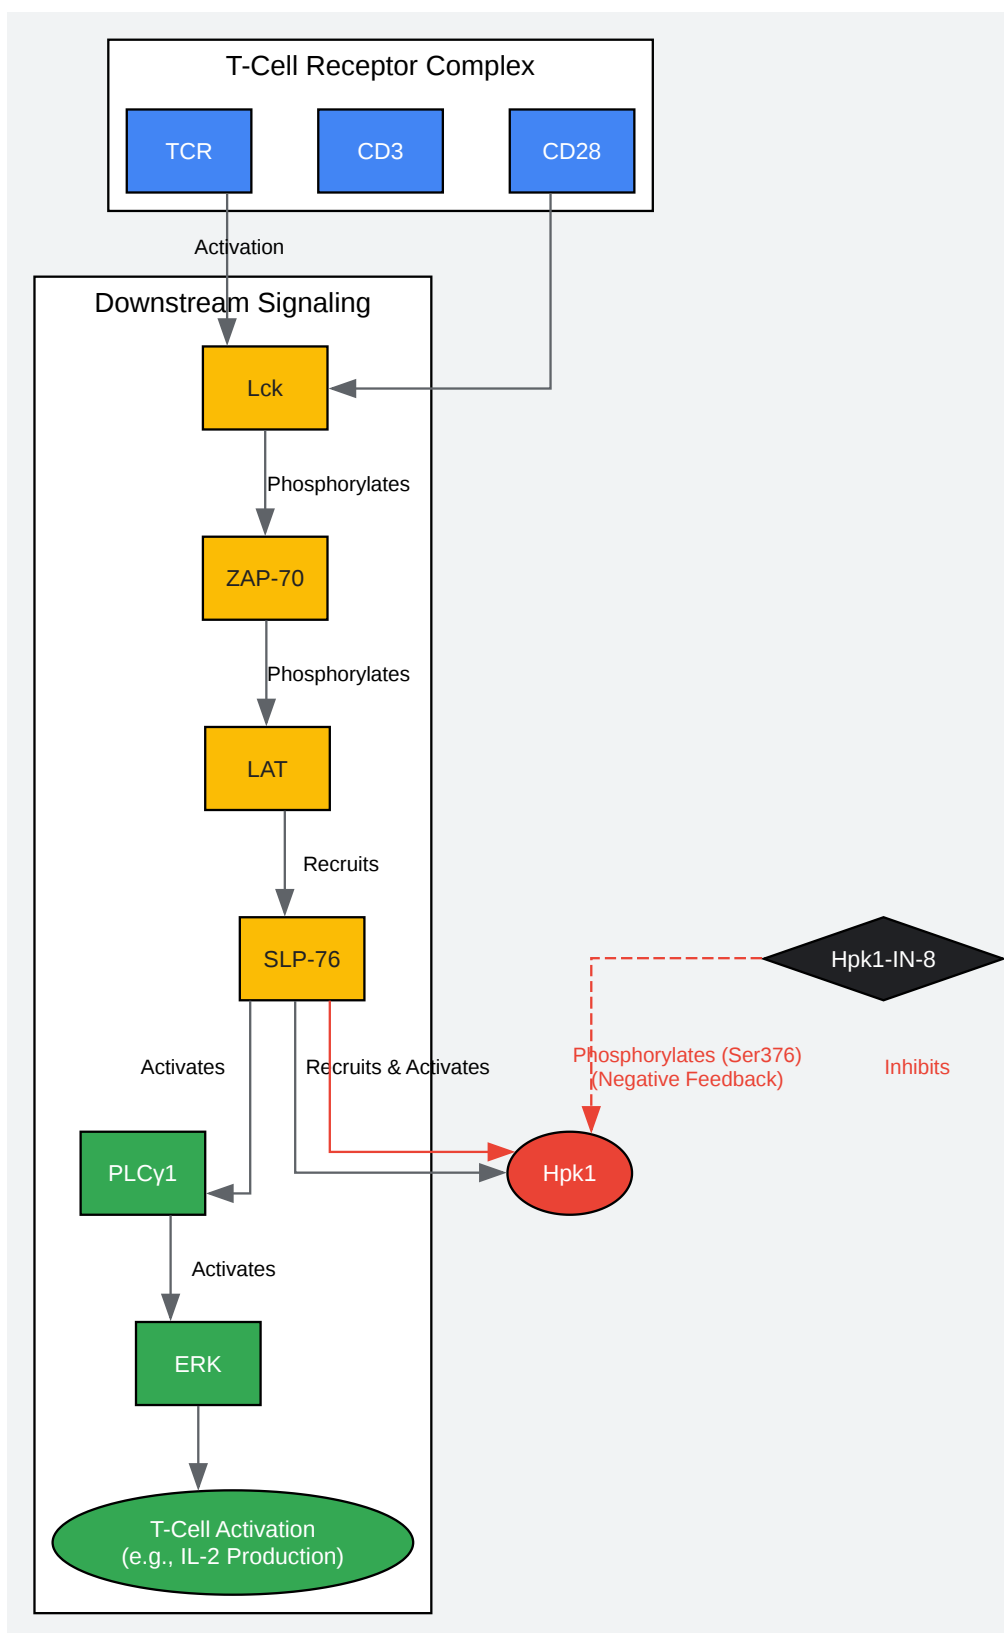 T-Cell Receptor Complex
TCR
CD3
CD28
Activation
Downstream Signaling
Lck
Phosphorylates
ZAP-70
Phosphorylates
LAT
Recruits
SLP-76
Hpk1-IN-8
Activates
Recruits & Activates
Phosphorylates (Ser376)
(Negative Feedback)
Inhibits
PLCγ1
Hpk1
Activates
ERK
T-Cell Activation
(e.g., IL-2 Production)